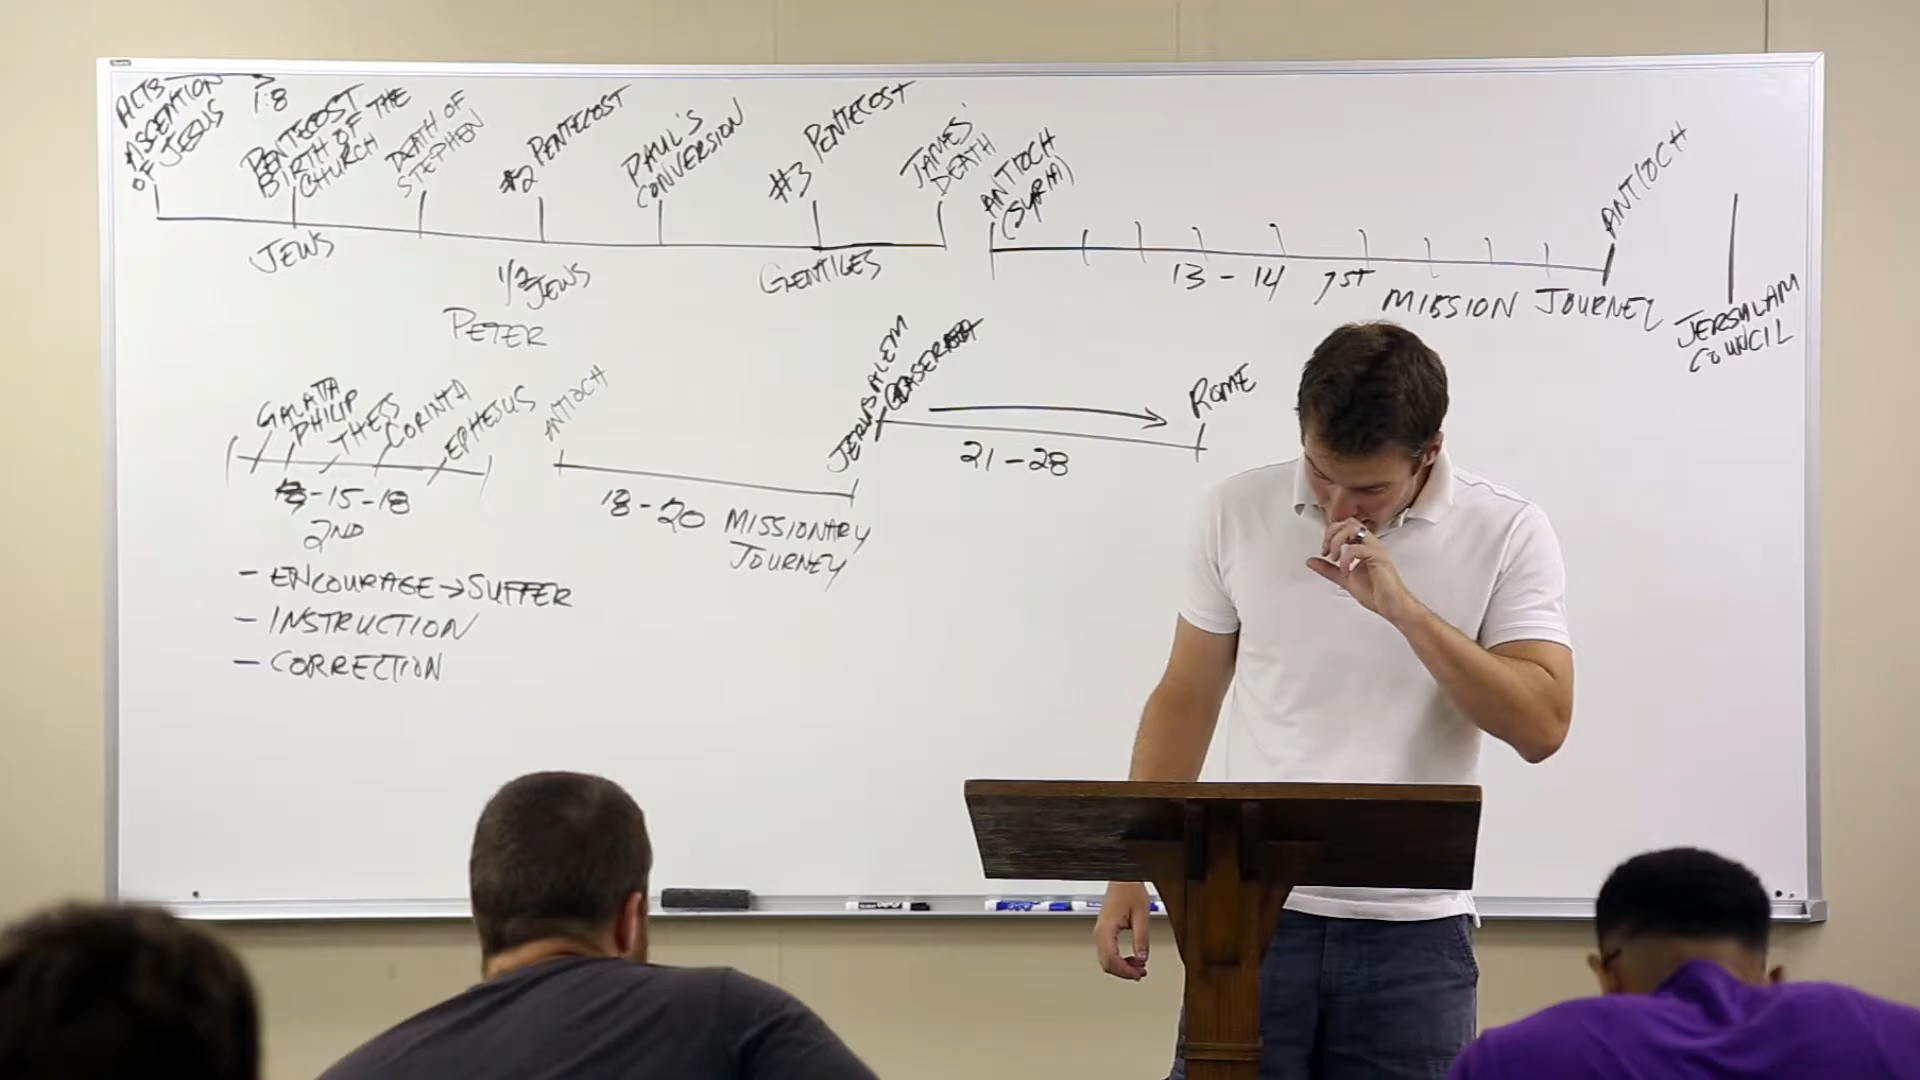 ACTS
1:8
ASCENTION
OF JESUS
PENTECOST
BIRTH OF THE
CHURCH
DEATH OF
STEPHEN
#2 PENTECOST
PAUL'S
CONVERSION
#3 PENTECOST
JAMES'
DEATH
ANTIOCH
(SYRIA)
ANTIOCH
JEWS
1/2 JEWS
GENTILES
13 - 14 1ST MISSION JOURNEY
JERSULAM
COUNCIL
PETER
GALATIA
PHILIP
THESS
CORINTH
EPHESUS
ANTIOCH
JERUSALEM
ROME
-15-18
2ND
18-20 MISSIONARY
JOURNEY
21-28
- ENCOURAGE → SUFFER
- INSTRUCTION
- CORRECTION